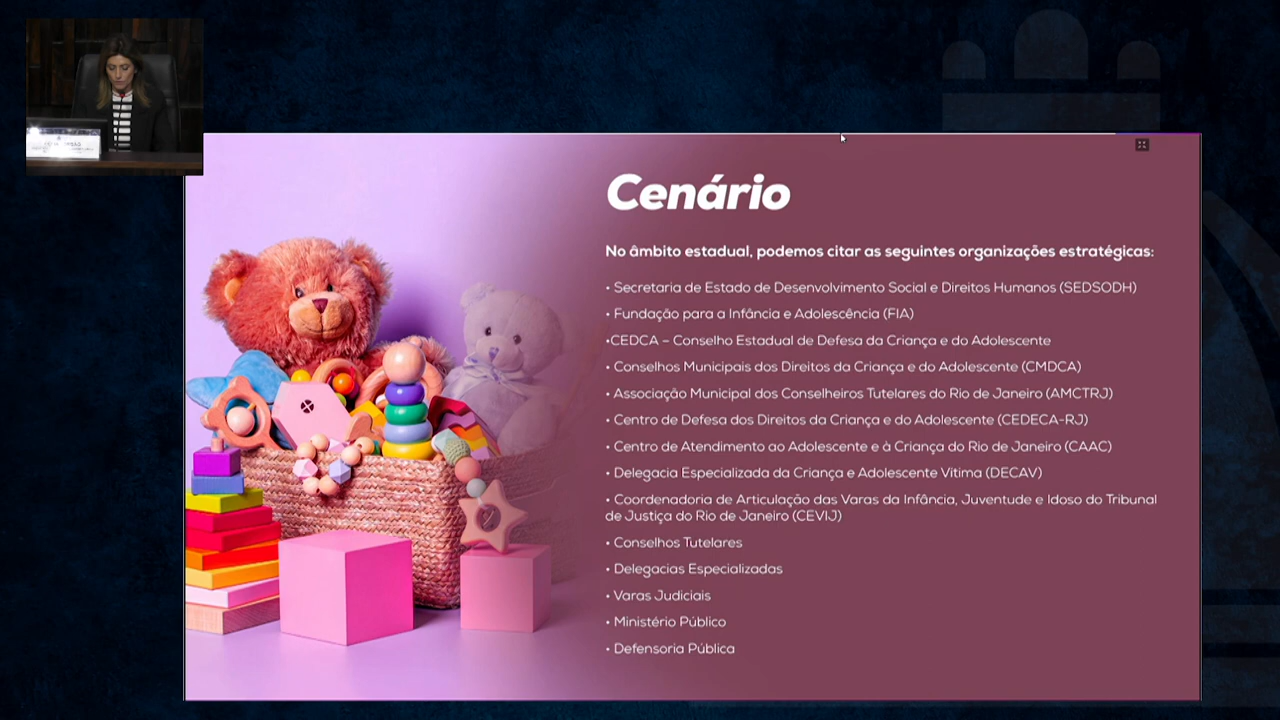 Cenário
No âmbito estadual, podemos citar as seguintes organizações estratégicas:
• Secretaria de Estado de Desenvolvimento Social e Direitos Humanos (SEDSODH)
• Fundação para a Infância e Adolescência (FIA)
•CEDCA – Conselho Estadual de Defesa da Criança e do Adolescente
• Conselhos Municipais dos Direitos da Criança e do Adolescente (CMDCA)
• Associação Municipal dos Conselheiros Tutelares do Rio de Janeiro (AMCTRJ)
• Centro de Defesa dos Direitos da Criança e do Adolescente (CEDECA-RJ)
• Centro de Atendimento ao Adolescente e à Criança do Rio de Janeiro (CAAC)
• Delegacia Especializada da Criança e Adolescente Vítima (DECAV)
• Coordenadoria de Articulação das Varas da Infância, Juventude e Idoso do Tribunal
de Justiça do Rio de Janeiro (CEVIJ)
• Conselhos Tutelares
• Delegacias Especializadas
• Varas Judiciais
• Ministério Público
• Defensoria Pública